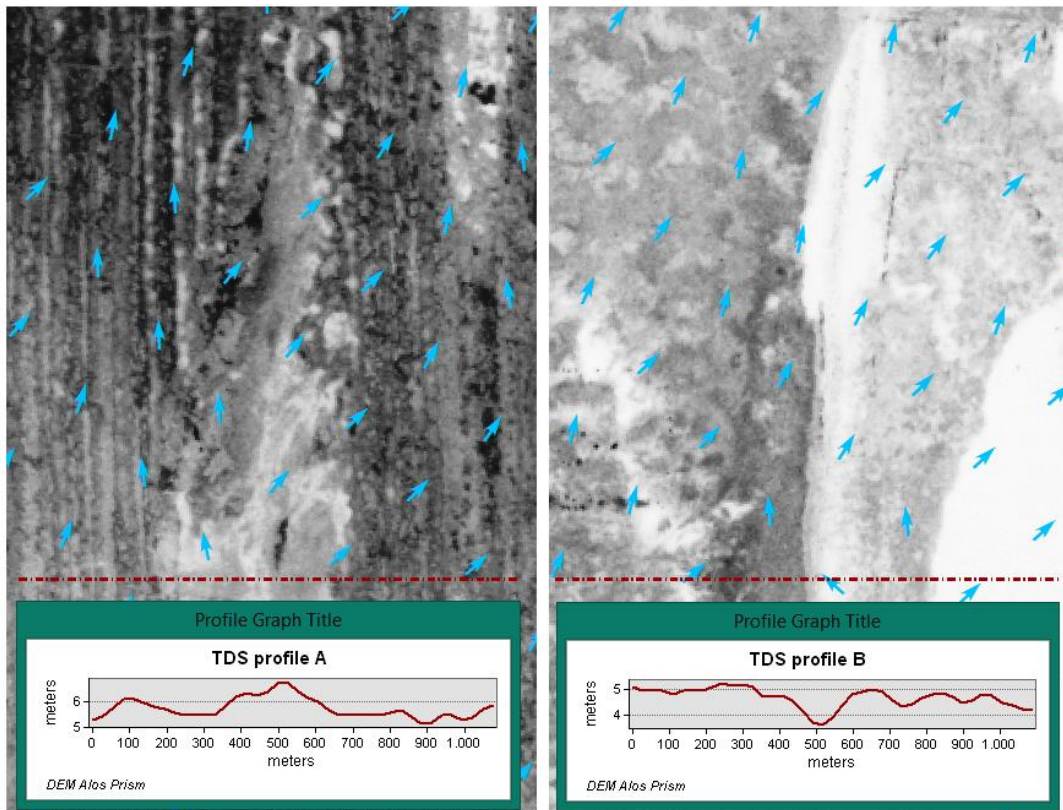 Profile Graph Title
TDS profile A
meters
6
5
0 100 200 300 400 500 600 700 800 900 1.000
meters
DEM Alos Prism
Profile Graph Title
TDS profile B
meters
5
4
0 100 200 300 400 500 600 700 800 900 1.000
meters
DEM Alos Prism